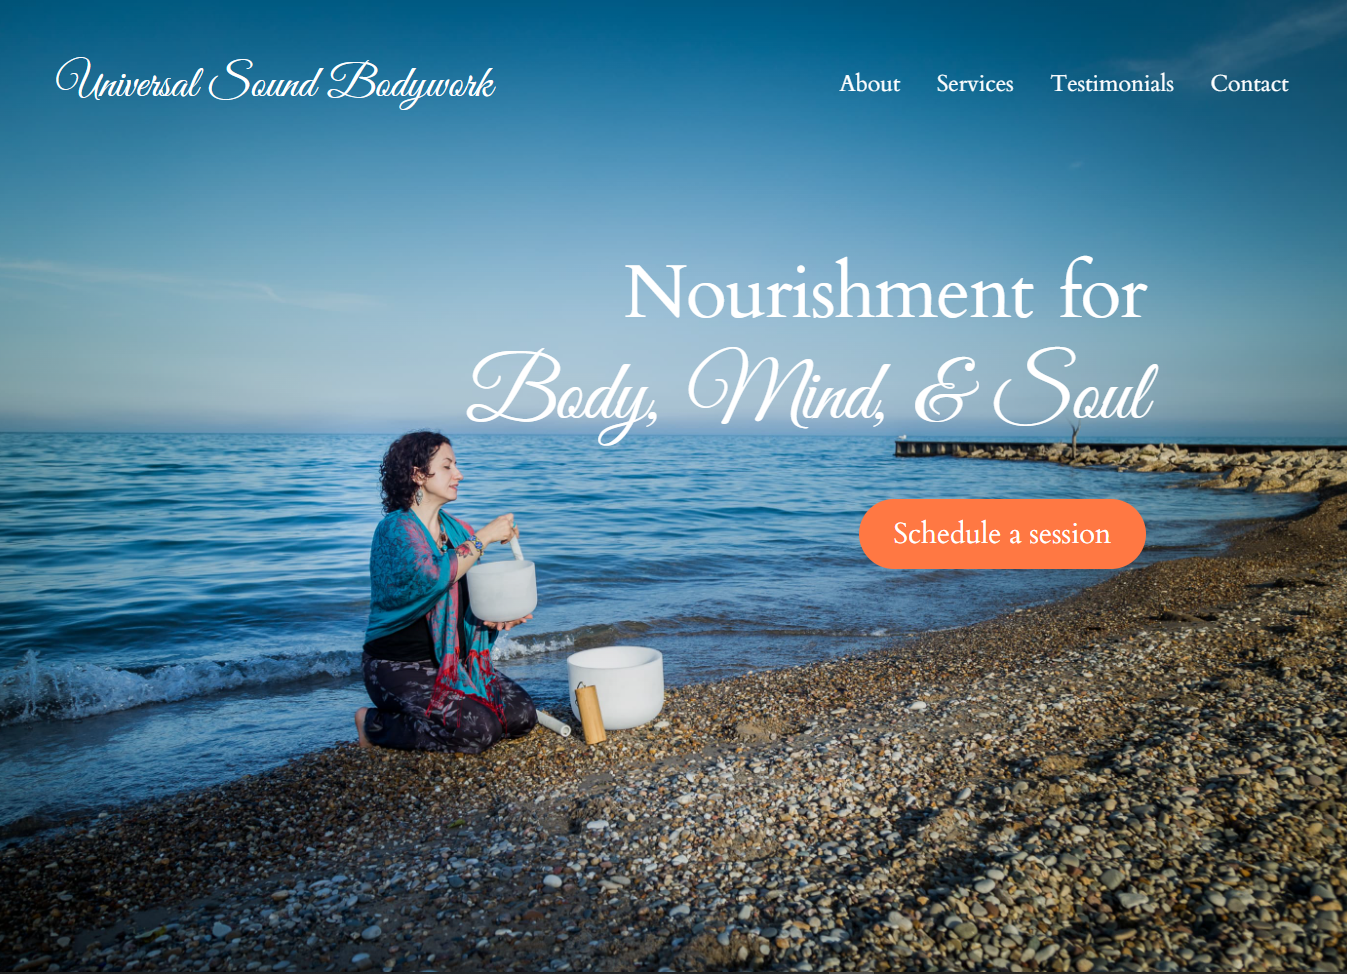 Universal Sound Bodywork
About Services Testimonials Contact
Nourishment for
Body, Mind, & Soul
Schedule a session